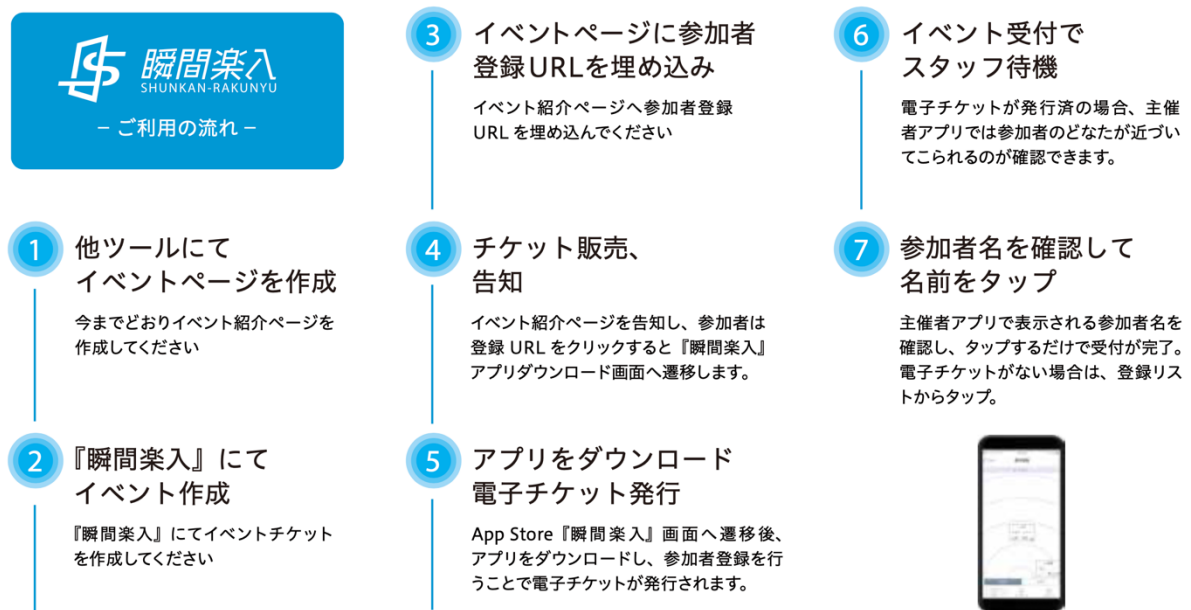 瞬間楽入
SHUNKAN-RAKUNYU
– ご利用の流れ –
1
他ツールにて
イベントページを作成
今までどおりイベント紹介ページを
作成してください
2
『瞬間楽入』にて
イベント作成
『瞬間楽入』にてイベントチケット
を作成してください
3
イベントページに参加者
登録URLを埋め込み
イベント紹介ページへ参加者登録
URL を埋め込んでください
4
チケット販売、
告知
イベント紹介ページを告知し、参加者は
登録 URL をクリックすると『瞬間楽入』
アプリダウンロード画面へ遷移します。
5
アプリをダウンロード
電子チケット発行
App Store『瞬間楽入』画面へ遷移後、
アプリをダウンロードし、参加者登録を行
うことで電子チケットが発行されます。
6
イベント受付で
スタッフ待機
電子チケットが発行済の場合、主催
者アプリでは参加者のどなたが近づい
てこられるのが確認できます。
7
参加者名を確認して
名前をタップ
主催者アプリで表示される参加者名を
確認し、タップするだけで受付が完了。
電子チケットがない場合は、登録リス
トからタップ。